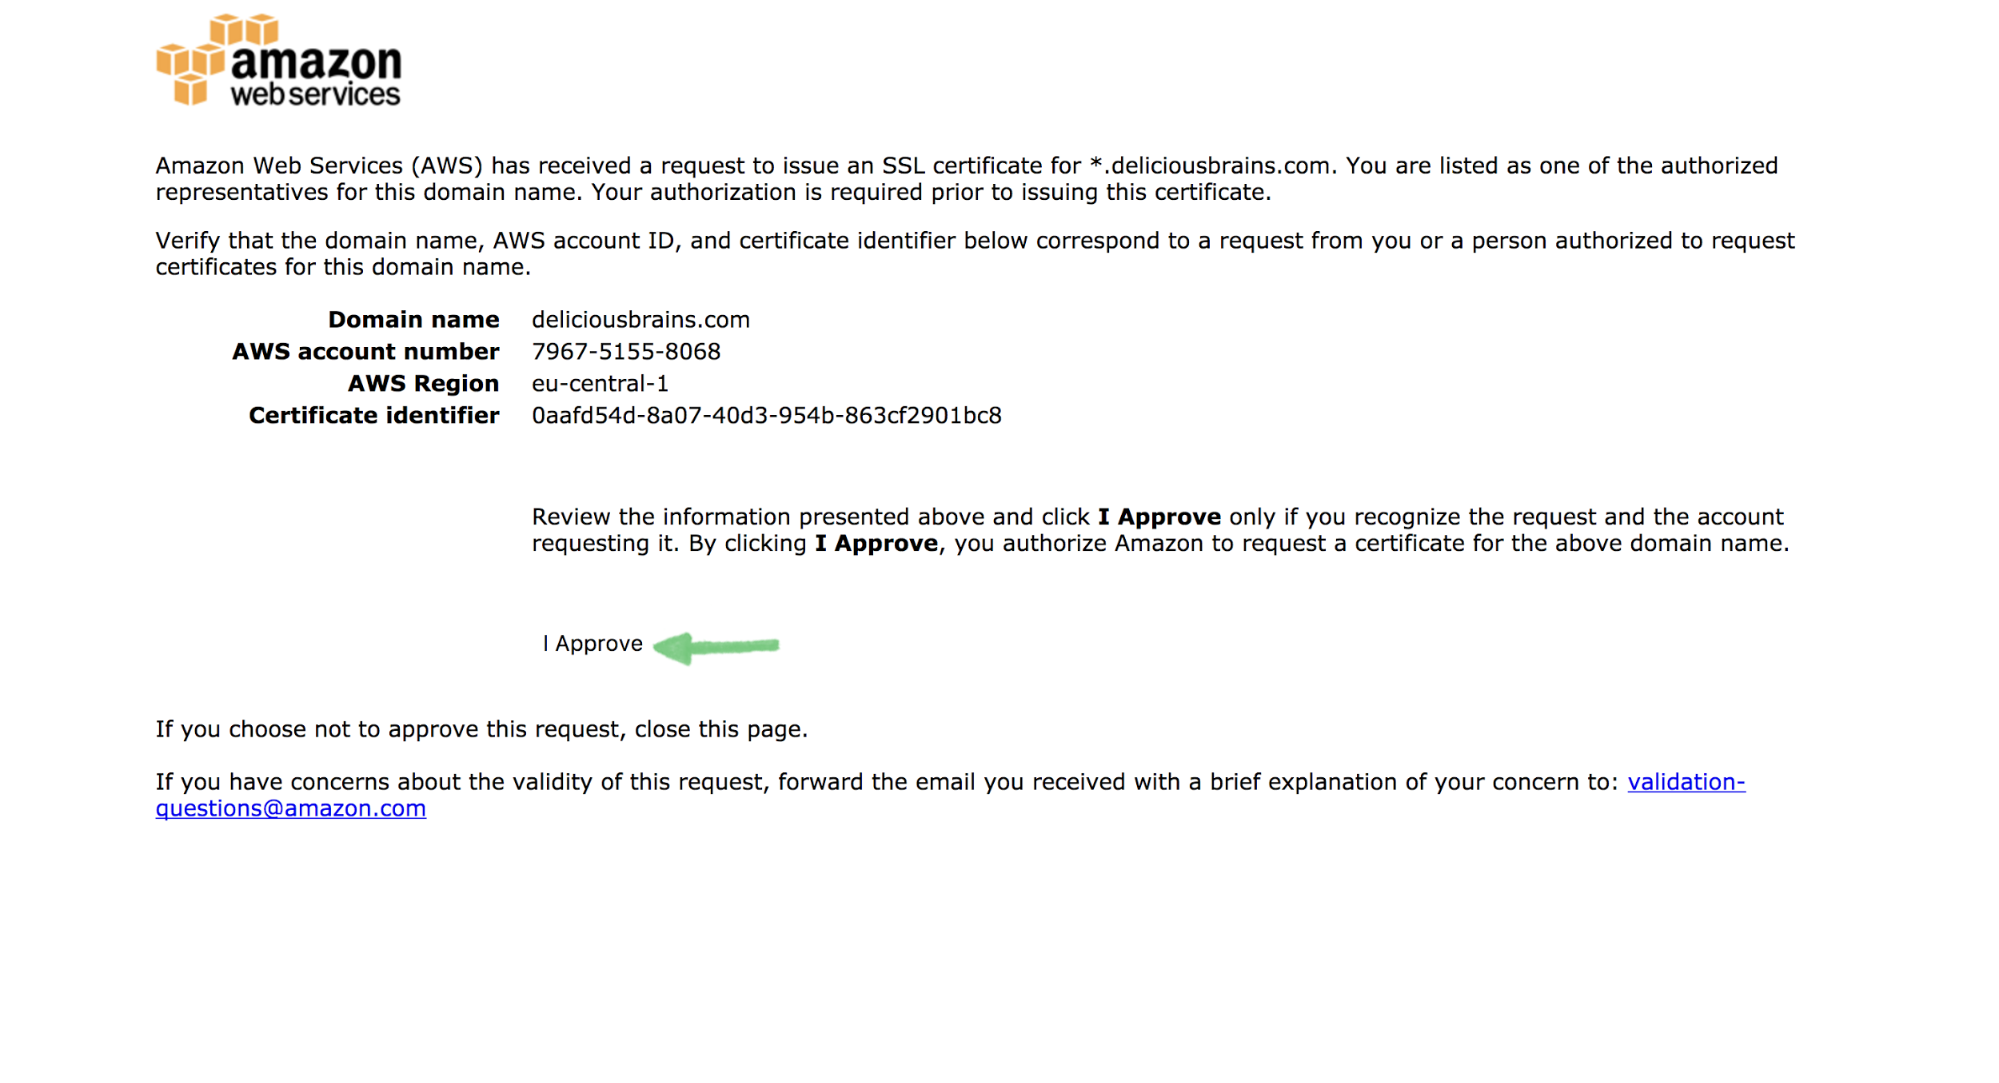 amazon
web services
Amazon Web Services (AWS) has received a request to issue an SSL certificate for *.deliciousbrains.com. You are listed as one of the authorized
representatives for this domain name. Your authorization is required prior to issuing this certificate.
Verify that the domain name, AWS account ID, and certificate identifier below correspond to a request from you or a person authorized to request
certificates for this domain name.
Domain name deliciousbrains.com
AWS account number 7967-5155-8068
AWS Region eu-central-1
Certificate identifier 0aafd54d-8a07-40d3-954b-863cf2901bc8
Review the information presented above and click I Approve only if you recognize the request and the account
requesting it. By clicking I Approve, you authorize Amazon to request a certificate for the above domain name.
I Approve
If you choose not to approve this request, close this page.
If you have concerns about the validity of this request, forward the email you received with a brief explanation of your concern to: validation-
questions@amazon.com